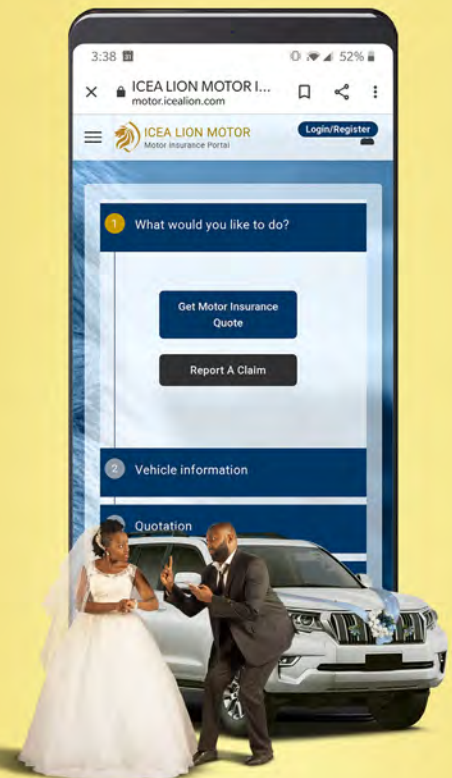 3:38 31 52%
ICEA LION MOTOR I...
motor.icealion.com
ICEA LION MOTOR
Motor Insurance Portal
Login/Register
1 What would you like to do?
Get Motor Insurance
Quote
Report A Claim
2 Vehicle information
Quotation